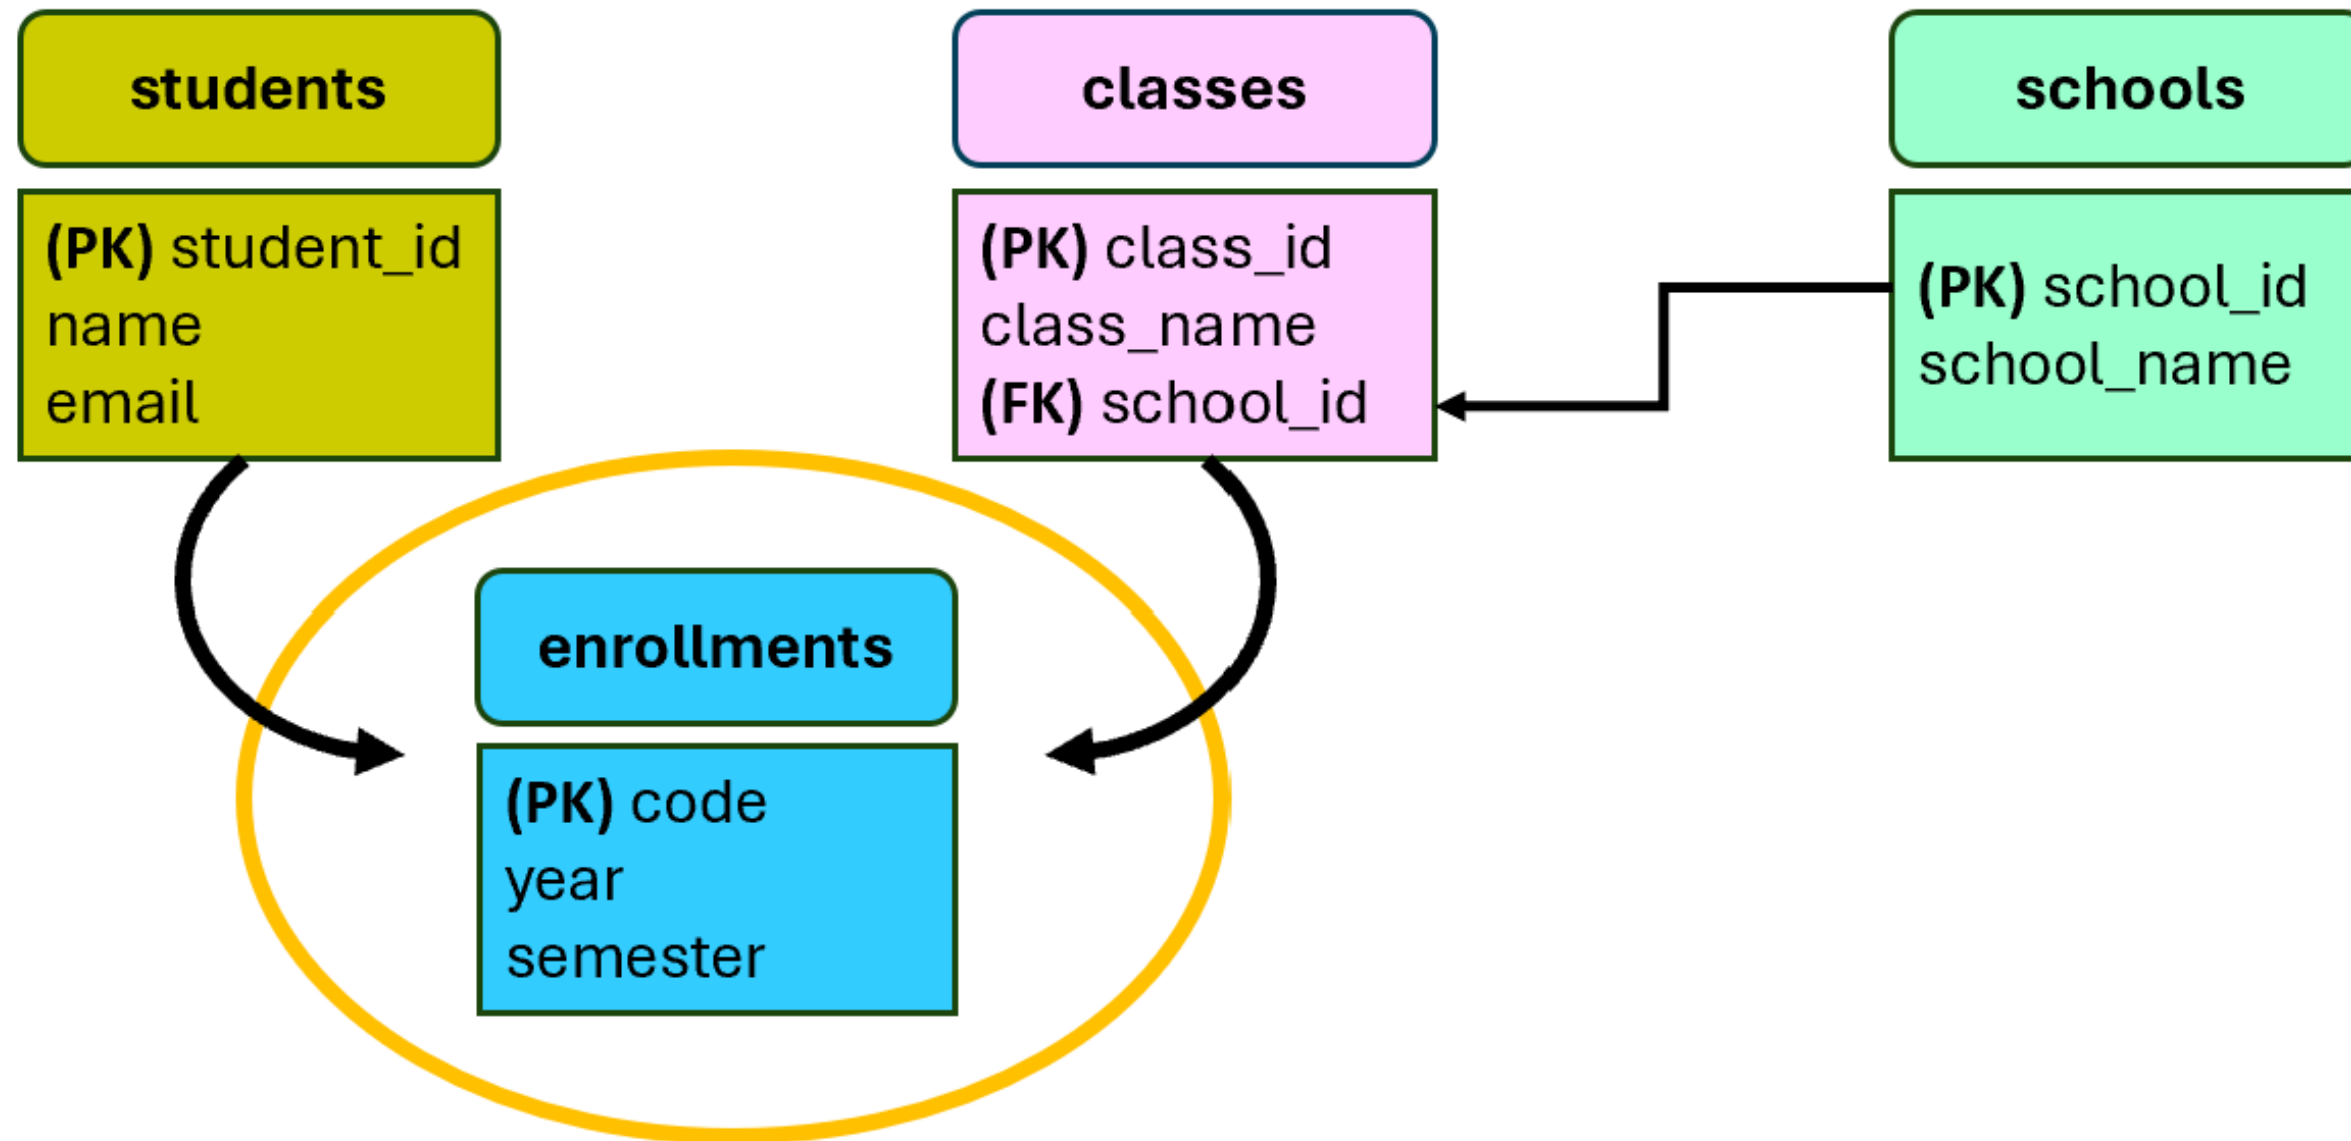 students
(PK) student_id
name
email
classes
(PK) class_id
class_name
(FK) school_id
schools
(PK) school_id
school_name
enrollments
(PK) code
year
semester